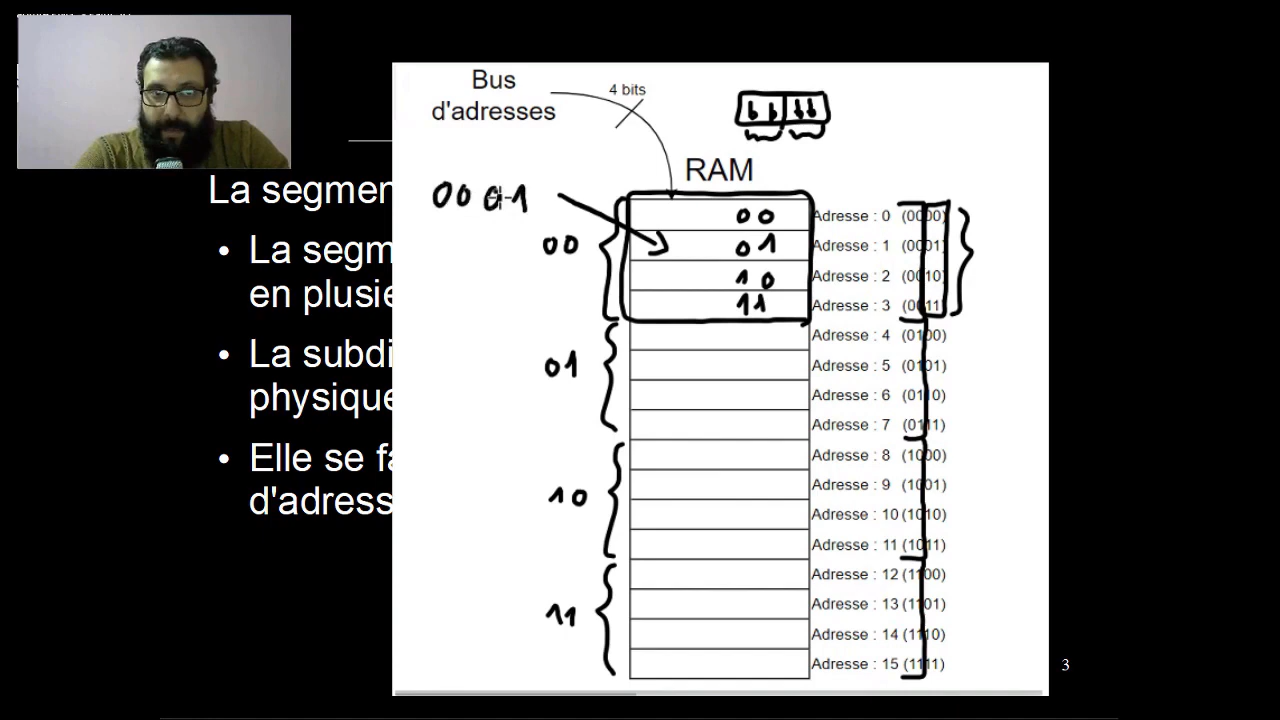 La segmen
La segm
en plusie
La subdi
physique
Elle se fa
d'adress
Bus
d'adresses
4 bits
b b b b
RAM
00 01
00
01
10
11
00
01
10
11
Adresse : 0 (0000)
Adresse : 1 (0001)
Adresse : 2 (0010)
Adresse : 3 (0011)
Adresse : 4 (0100)
Adresse : 5 (0101)
Adresse : 6 (0110)
Adresse : 7 (0111)
Adresse : 8 (1000)
Adresse : 9 (1001)
Adresse : 10 (1010)
Adresse : 11 (1011)
Adresse : 12 (1100)
Adresse : 13 (1101)
Adresse : 14 (1110)
Adresse : 15 (1111)
3